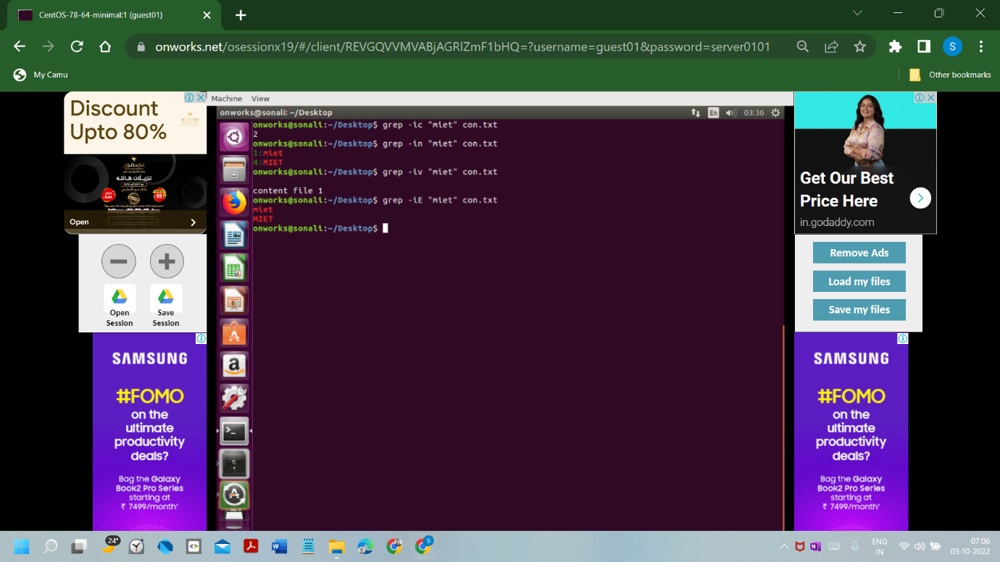 CentOS-78-64-minimal:1 (guest01)
onworks.net/osessionx19/#/client/REVGQVVMVABjAGRlZmF1bHQ=?username=guest01&password=server0101
S
My Camu
Other bookmarks
Discount
Upto 80%
عصفور
تنزيلات هائلة
Open
Open
Session
Save
Session
SAMSUNG
#FOMO
on the
ultimate
productivity
deals?
Bag the Galaxy
Book2 Pro Series
starting at
₹ 7499/month*
Machine View
onworks@sonali: ~/Desktop
En
03:36
onworks@sonali:~/Desktop$ grep -ic "miet" con.txt
2
onworks@sonali:~/Desktop$ grep -in "miet" con.txt
1:miet
4:MIET
onworks@sonali:~/Desktop$ grep -iv "miet" con.txt
content file 1
onworks@sonali:~/Desktop$ grep -iE "miet" con.txt
miet
MIET
onworks@sonali:~/Desktop$
Get Our Best
Price Here
in.godaddy.com
Remove Ads
Load my files
Save my files
SAMSUNG
#FOMO
on the
ultimate
productivity
deals?
Bag the Galaxy
Book2 Pro Series
starting at
₹ 7499/month*
24°
ENG
IN
07:06
03-10-2022